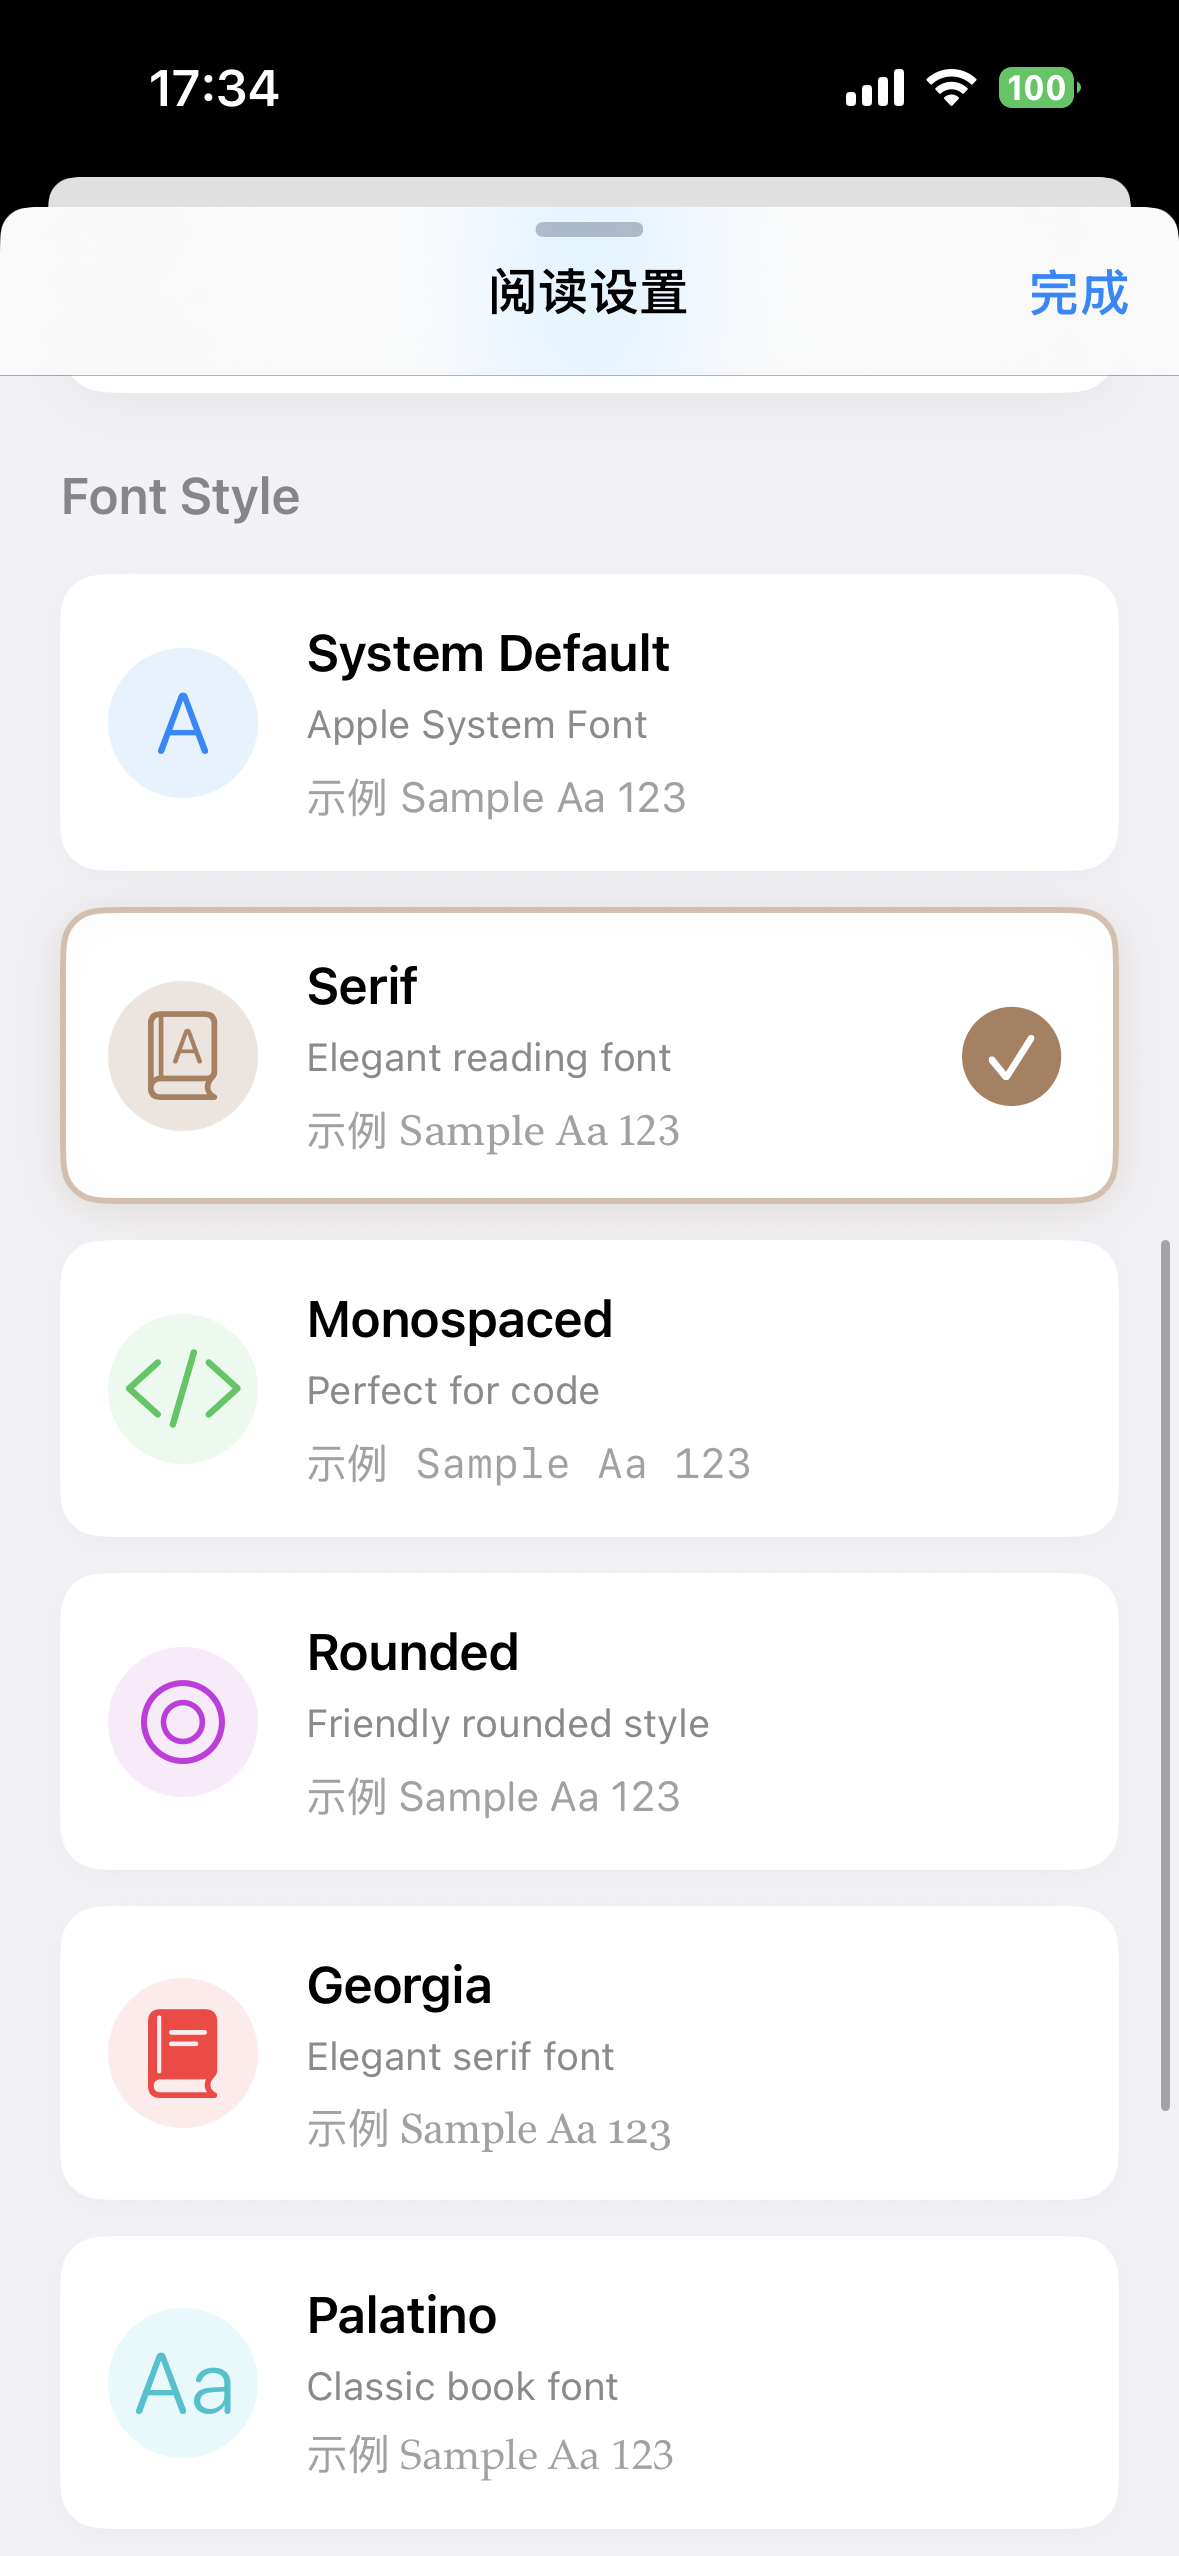 17:34
100
阅读设置
完成
Font Style
A
System Default
Apple System Font
示例 Sample Aa 123
A
Serif
Elegant reading font
示例 Sample Aa 123
</>
Monospaced
Perfect for code
示例 Sample Aa 123
Rounded
Friendly rounded style
示例 Sample Aa 123
Georgia
Elegant serif font
示例 Sample Aa 123
Aa
Palatino
Classic book font
示例 Sample Aa 123